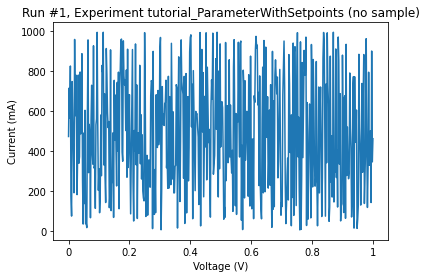 Run #1, Experiment tutorial_ParameterWithSetpoints (no sample)
1000
800
600
400
200
0
Current (mA)
0 0.2 0.4 0.6 0.8 1
Voltage (V)